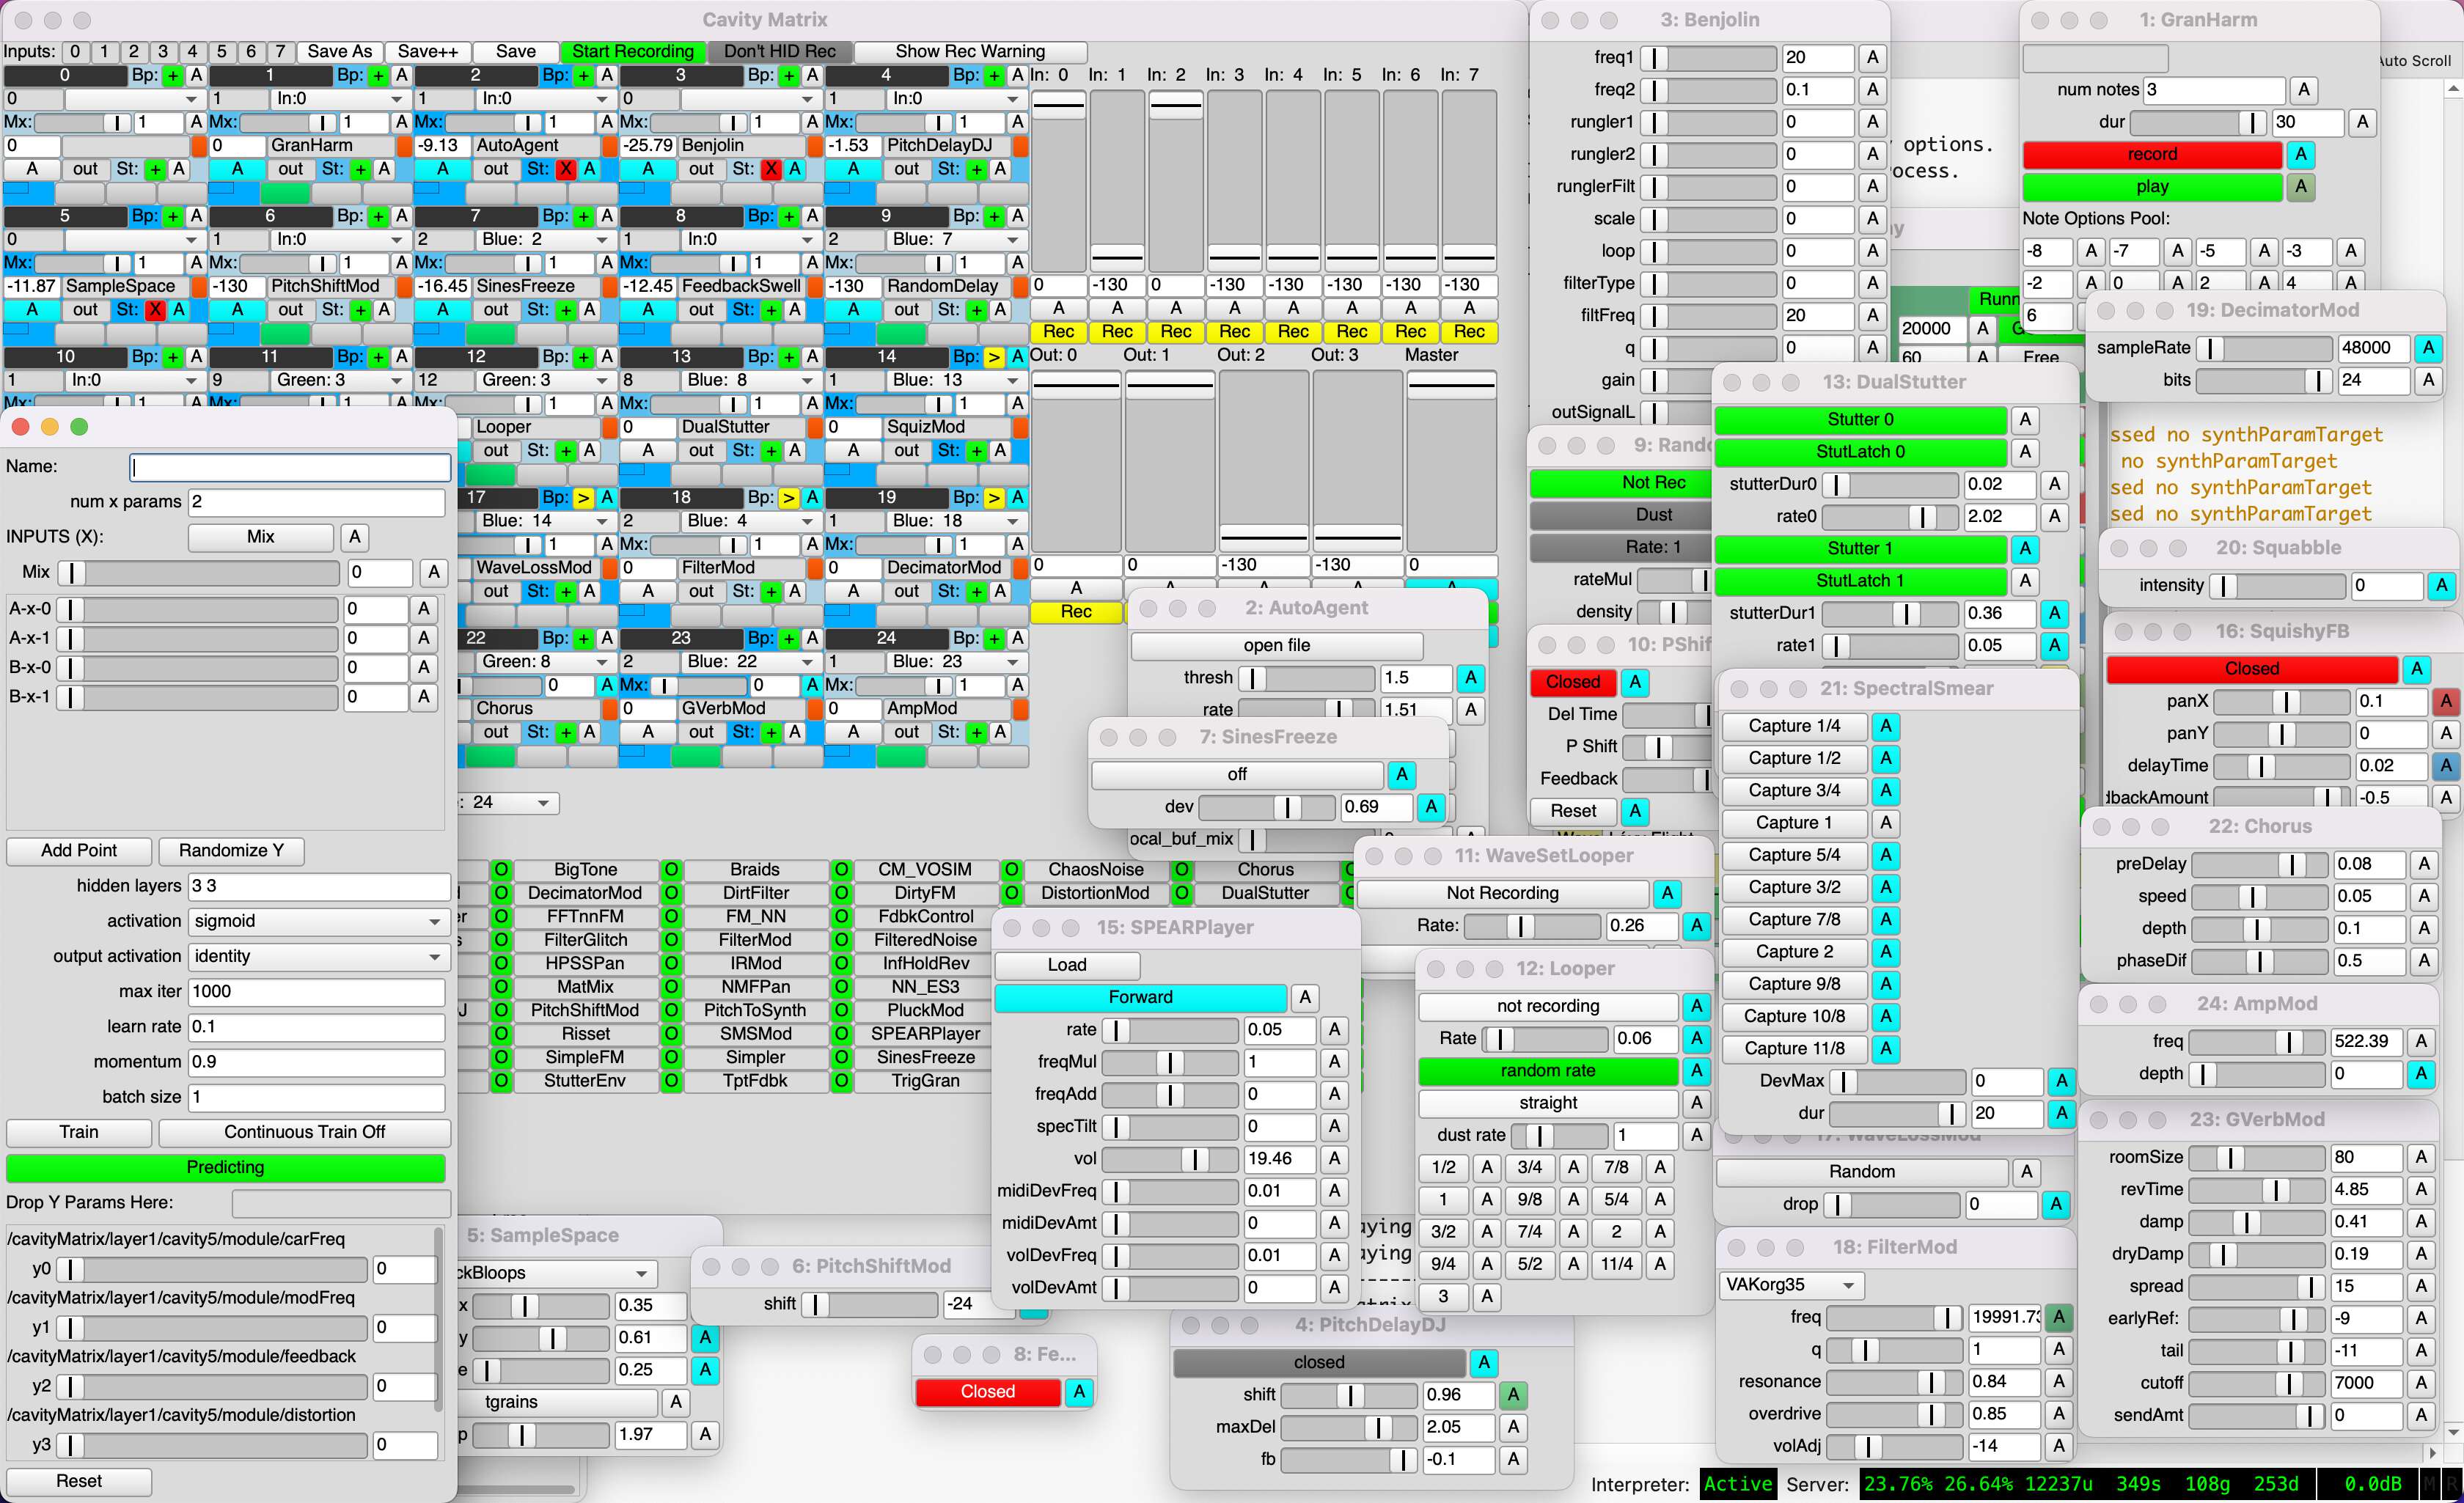 Cavity Matrix
Inputs: 0 1 2 3 4 5 6 7 Save As Save++ Save Start Recording Don't HID Rec Show Rec Warning
0 Bp: + A 1 Bp: + A 2 Bp: + A 3 Bp: + A 4 Bp: + A
0 1 In:0 1 In:0 0 1 In:0
Mx: 1 A Mx: 1 A Mx: 1 A Mx: 1 A Mx: 1 A
0 0 GranHarm -9.13 AutoAgent -25.79 Benjolin -1.53 PitchDelayDJ
A out St: + A A out St: + A A out St: X A A out St: X A A out St: + A
5 Bp: + A 6 Bp: + A 7 Bp: + A 8 Bp: + A 9 Bp: + A
0 1 In:0 2 Blue: 2 1 In:0 2 Blue: 7
Mx: 1 A Mx: 1 A Mx: 1 A Mx: 1 A Mx: 1 A
-11.87 SampleSpace -130 PitchShiftMod -16.45 SinesFreeze -12.45 FeedbackSwell -130 RandomDelay
A out St: X A A out St: + A A out St: + A A out St: + A A out St: + A
10 Bp: + A 11 Bp: + A 12 Bp: + A 13 Bp: + A 14 Bp: > A
1 In:0 9 Green: 3 12 Green: 3 8 Blue: 8 1 Blue: 13
Mx: 1 A Mx: 1 A Mx: 1 A Mx: 1 A Mx: 1 A
Looper 0 DualStutter 0 SquizMod
out St: + A A out St: + A A out St: + A
17 Bp: > A 18 Bp: > A 19 Bp: > A
Blue: 14 2 Blue: 4 1 Blue: 18
1 A Mx: 1 A Mx: 1 A
WaveLossMod 0 FilterMod 0 DecimatorMod
out St: + A A out St: + A A out St: + A
22 Bp: + A 23 Bp: + A 24 Bp: + A
Green: 8 2 Blue: 22 1 Blue: 23
0 A Mx: 0 A Mx: 1 A
Chorus 0 GVerbMod 0 AmpMod
out St: + A A out St: + A A out St: + A
: 24
In: 0 In: 1 In: 2 In: 3 In: 4 In: 5 In: 6 In: 7
0 -130 0 -130 -130 -130 -130 -130
A A A A A A A A
Rec Rec Rec Rec Rec Rec Rec Rec
Out: 0 Out: 1 Out: 2 Out: 3 Master
0 0 -130 -130 0
A A A
Rec
Name:
num x params 2
INPUTS (X): Mix A
Mix 0 A
A-x-0 0 A
A-x-1 0 A
B-x-0 0 A
B-x-1 0 A
Add Point Randomize Y
hidden layers 3 3
activation sigmoid
output activation identity
max iter 1000
learn rate 0.1
momentum 0.9
batch size 1
Train Continuous Train Off
Predicting
Drop Y Params Here:
/cavityMatrix/layer1/cavity5/module/carFreq
y0 0
/cavityMatrix/layer1/cavity5/module/modFreq
y1 0
/cavityMatrix/layer1/cavity5/module/feedback
y2 0
/cavityMatrix/layer1/cavity5/module/distortion
y3 0
Reset
O BigTone O Braids O CM_VOSIM O ChaosNoise O Chorus
O DecimatorMod O DirtFilter O DirtyFM O DistortionMod O DualStutter
O FFTnnFM O FM_NN O FdbkControl
O FilterGlitch O FilterMod O FilteredNoise
O HPSSPan O IRMod O InfHoldRev
O MatMix O NMFPan O NN_ES3
O PitchShiftMod O PitchToSynth O PluckMod
O Risset O SMSMod O SPEARPlayer
O SimpleFM O Simpler O SinesFreeze
O StutterEnv O TptFdbk O TrigGran
2: AutoAgent
open file
thresh 1.5 A
rate 1.51 A
ocal_buf_mix
7: SinesFreeze
off A
dev 0.69 A
15: SPEARPlayer
Load
Forward A
rate 0.05 A
freqMul 1 A
freqAdd 0 A
specTilt 0 A
vol 19.46 A
midiDevFreq 0.01 A
midiDevAmt 0 A
volDevFreq 0.01 A
volDevAmt 0 A
5: SampleSpace
ckBloops
x 0.35
y 0.61 A
e 0.25 A
tgrains A
p 1.97 A
6: PitchShiftMod
shift -24
8: Fe...
Closed A
4: PitchDelayDJ
closed A
shift 0.96 A
maxDel 2.05 A
fb -0.1 A
11: WaveSetLooper
Not Recording A
Rate: 0.26 A
12: Looper
not recording A
Rate 0.06 A
random rate A
straight A
dust rate 1 A
1/2 A 3/4 A 7/8 A
1 A 9/8 A 5/4 A
3/2 A 7/4 A 2 A
9/4 A 5/2 A 11/4 A
3 A
aying
aying
3: Benjolin
freq1 20 A
freq2 0.1 A
rungler1 0 A
rungler2 0 A
runglerFilt 0 A
scale 0 A
loop 0 A
filterType 0 A
filtFreq 20 A
q 0 A
gain
outSignalL
9: Rando
Not Rec
Dust
Rate: 1
rateMul
density
10: PShif
Closed A
Del Time
P Shift
Feedback
Reset A
13: DualStutter
Stutter 0 A
StutLatch 0 A
stutterDur0 0.02 A
rate0 2.02 A
Stutter 1 A
StutLatch 1 A
stutterDur1 0.36 A
rate1 0.05 A
21: SpectralSmear
Capture 1/4 A
Capture 1/2 A
Capture 3/4 A
Capture 1 A
Capture 5/4 A
Capture 3/2 A
Capture 7/8 A
Capture 2 A
Capture 9/8 A
Capture 10/8 A
Capture 11/8 A
DevMax 0 A
dur 20 A
17: WaveLossMod
Random A
drop 0 A
18: FilterMod
VAKorg35
freq 19991.73 A
q 1 A
resonance 0.84 A
overdrive 0.85 A
volAdj -14 A
options.
ocess.
Runn
20000 A
60 A Free
1: GranHarm
num notes 3 A
dur 30 A
record A
play A
Note Options Pool:
-8 A -7 A -5 A -3 A
-2 A 0 A 2 A 4 A
6
Auto Scroll
19: DecimatorMod
sampleRate 48000 A
bits 24 A
ssed no synthParamTarget
no synthParamTarget
sed no synthParamTarget
sed no synthParamTarget
20: Squabble
intensity 0 A
16: SquishyFB
Closed A
panX 0.1 A
panY 0 A
delayTime 0.02 A
dbackAmount -0.5 A
22: Chorus
preDelay 0.08 A
speed 0.05 A
depth 0.1 A
phaseDif 0.5 A
24: AmpMod
freq 522.39 A
depth 0 A
23: GVerbMod
roomSize 80 A
revTime 4.85 A
damp 0.41 A
dryDamp 0.19 A
spread 15 A
earlyRef: -9 A
tail -11 A
cutoff 7000 A
sendAmt 0 A
Interpreter: Active Server: 23.76% 26.64% 12237u 349s 108g 253d 0.0dB M R